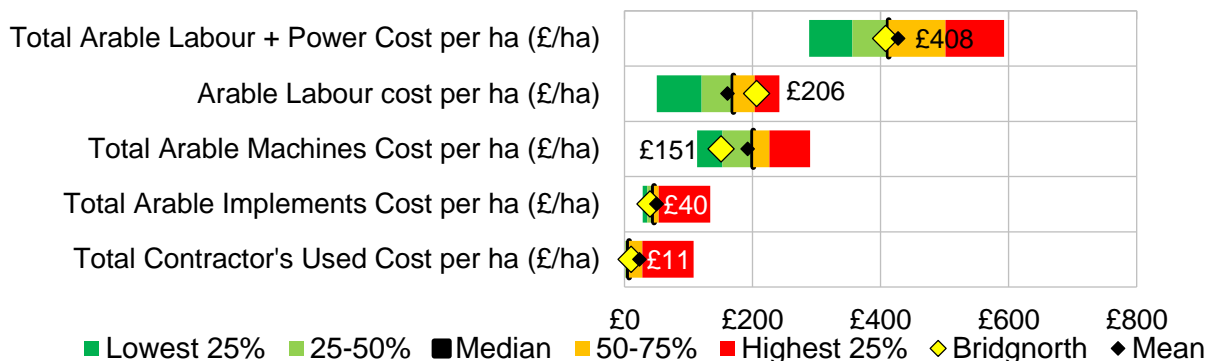 Total Arable Labour + Power Cost per ha (£/ha) £408
Arable Labour cost per ha (£/ha) £206
Total Arable Machines Cost per ha (£/ha) £151
Total Arable Implements Cost per ha (£/ha) £40
Total Contractor's Used Cost per ha (£/ha) £11
£0 £200 £400 £600 £800
Lowest 25% 25-50% Median 50-75% Highest 25% Bridgnorth Mean